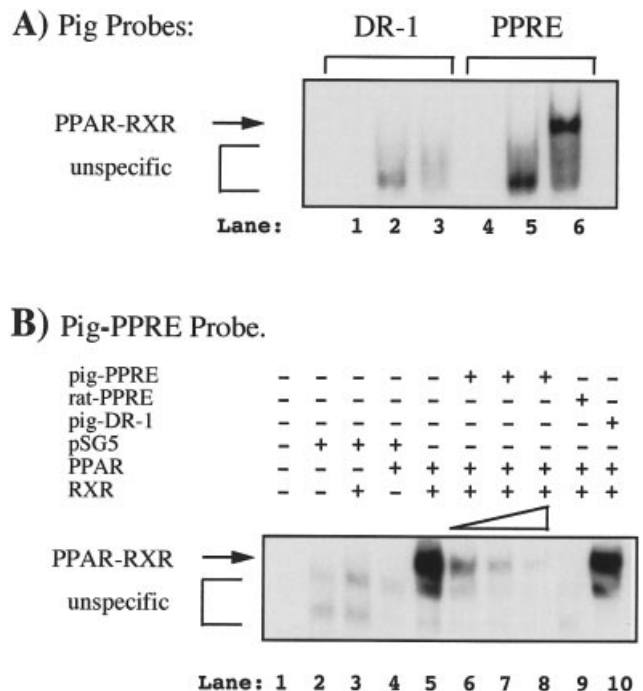 A) Pig Probes: DR-1 PPRE
PPAR-RXR
unspecific
Lane: 1 2 3 4 5 6
B) Pig-PPRE Probe.
pig-PPRE – – – – – + + + – –
rat-PPRE – – – – – – – – + –
pig-DR-1 – – – – – – – – – +
pSG5 – + + + – – – – – –
PPAR – – – + + + + + + +
RXR – – + – + + + + + +
PPAR-RXR
unspecific
Lane: 1 2 3 4 5 6 7 8 9 10